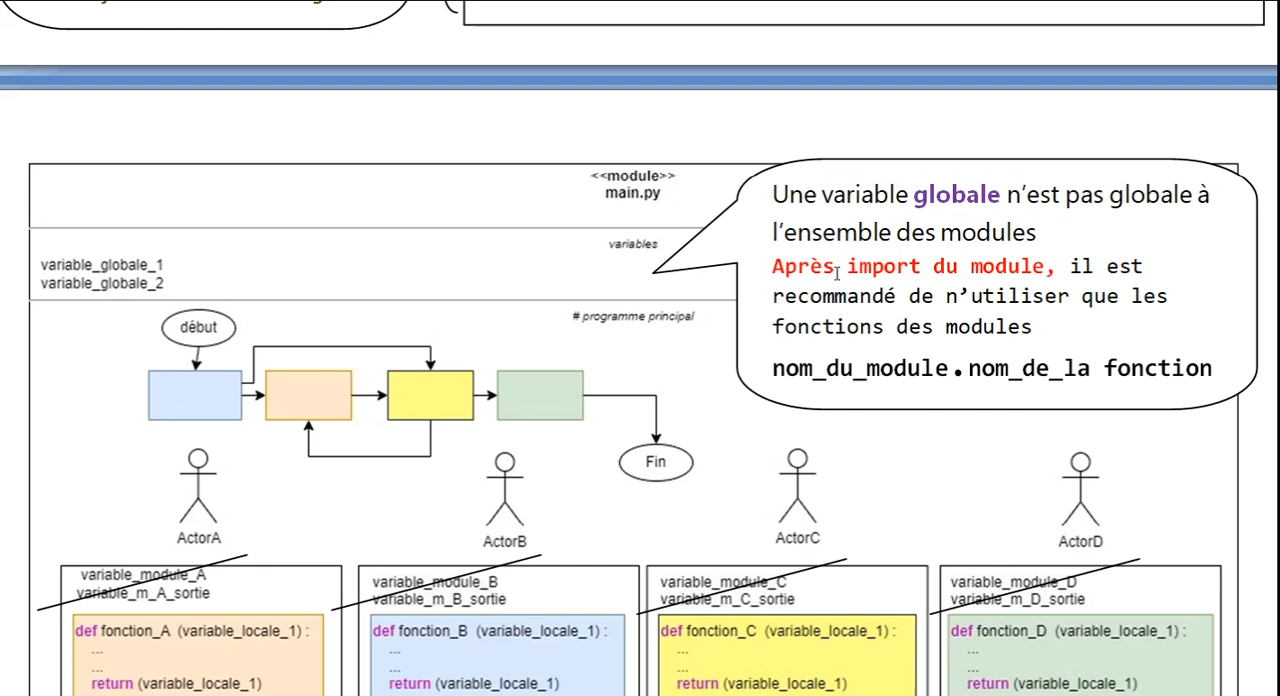 <<module>>
main.py
variables
variable_globale_1
variable_globale_2
Une variable globale n'est pas globale à
l'ensemble des modules
Après import du module, il est
recommandé de n'utiliser que les
fonctions des modules
nom_du_module.nom_de_la fonction
# programme principal
début
Fin
ActorA
ActorB
ActorC
ActorD
variable_module_A
variable_m_A_sortie
def fonction_A (variable_locale_1) :
...
...
return (variable_locale_1)
variable_module_B
variable_m_B_sortie
def fonction_B (variable_locale_1) :
...
...
return (variable_locale_1)
variable_module_C
variable_m_C_sortie
def fonction_C (variable_locale_1) :
...
...
return (variable_locale_1)
variable_module_D
variable_m_D_sortie
def fonction_D (variable_locale_1) :
...
...
return (variable_locale_1)